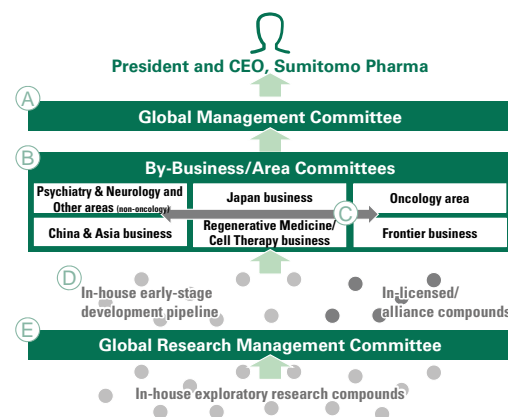 President and CEO, Sumitomo Pharma
A
Global Management Committee
B
By-Business/Area Committees
Psychiatry & Neurology and
Other areas (non-oncology)
Japan business
Oncology area
C
China & Asia business
Regenerative Medicine/
Cell Therapy business
Frontier business
D
In-house early-stage
development pipeline
In-licensed/
alliance compounds
E
Global Research Management Committee
In-house exploratory research compounds